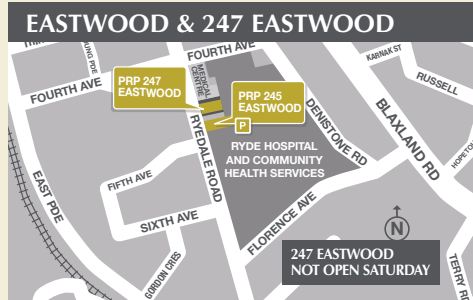 EASTWOOD & 247 EASTWOOD
FOURTH AVE
KARNAK ST
RUSSELL
FOURTH AVE
PRP 247
EASTWOOD
MEDICAL
CENTRE
PRP 245
EASTWOOD
P
DENISTONE RD
BLAXLAND RD
RYDE HOSPITAL
AND COMMUNITY
HEALTH SERVICES
RYEDALE ROAD
EAST PDE
FIFTH AVE
SIXTH AVE
FLORENCE AVE
GORDON CRES
N
247 EASTWOOD
NOT OPEN SATURDAY
TERRY RD